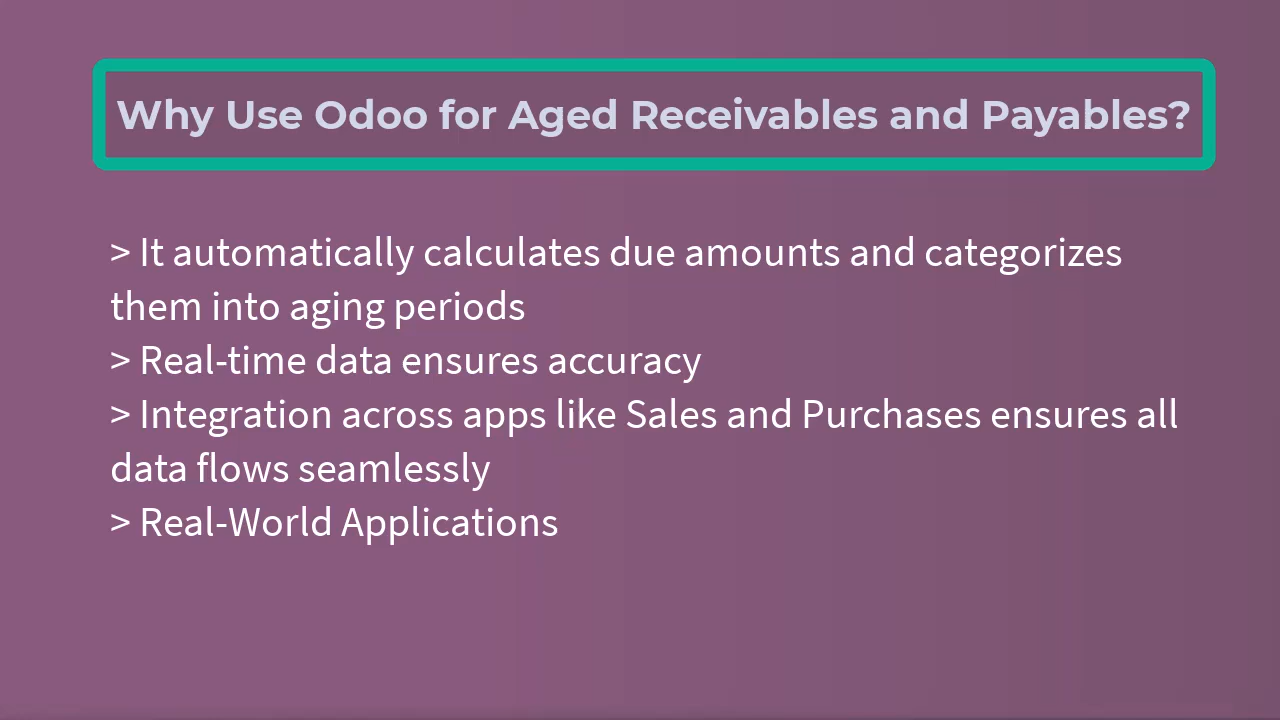 Why Use Odoo for Aged Receivables and Payables?
> It automatically calculates due amounts and categorizes
them into aging periods
> Real-time data ensures accuracy
> Integration across apps like Sales and Purchases ensures all
data flows seamlessly
> Real-World Applications